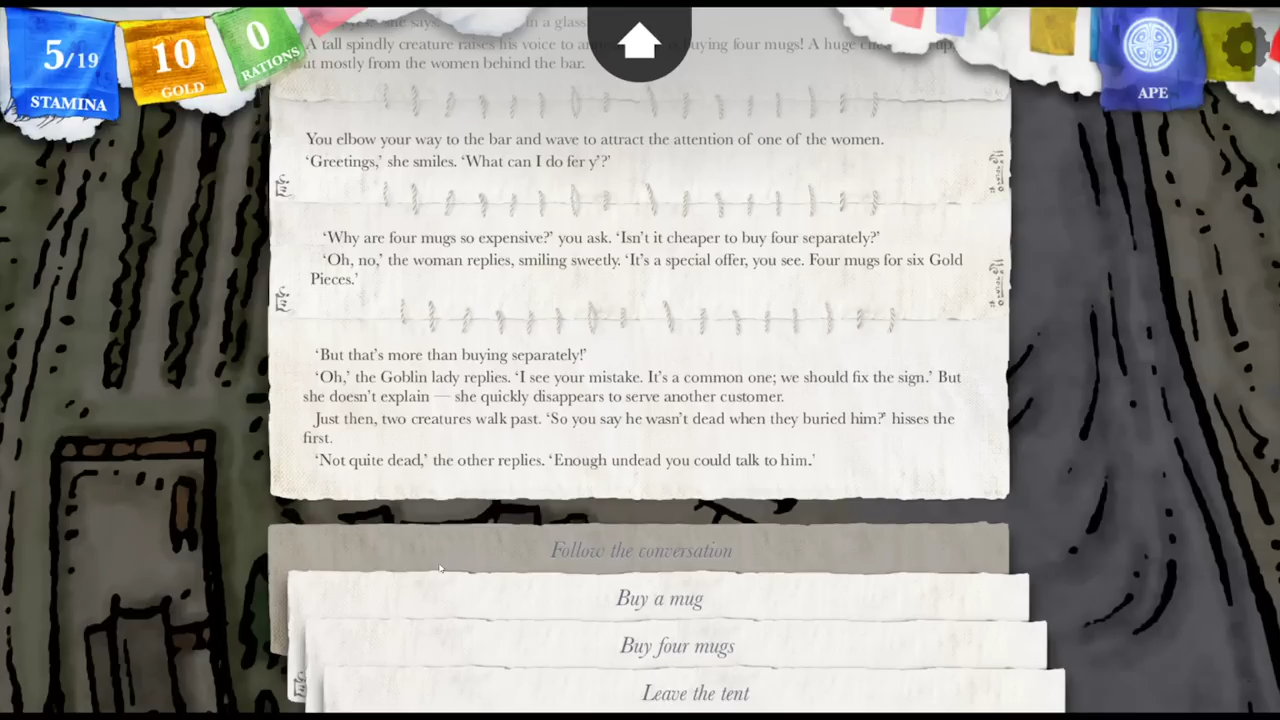 5/19
STAMINA
10
GOLD
0
RATIONS
APE
she says. in a glass
A tall spindly creature raises his voice to buying four mugs! A huge
ut mostly from the women behind the bar.
You elbow your way to the bar and wave to attract the attention of one of the women.
‘Greetings,’ she smiles. ‘What can I do fer y’?’
‘Why are four mugs so expensive?’ you ask. ‘Isn’t it cheaper to buy four separately?’
‘Oh, no,’ the woman replies, smiling sweetly. ‘It’s a special offer, you see. Four mugs for six Gold
Pieces.’
‘But that’s more than buying separately!’
‘Oh,’ the Goblin lady replies. ‘I see your mistake. It’s a common one; we should fix the sign.’ But
she doesn’t explain — she quickly disappears to serve another customer.
Just then, two creatures walk past. ‘So you say he wasn’t dead when they buried him?’ hisses the
first.
‘Not quite dead,’ the other replies. ‘Enough undead you could talk to him.’
Follow the conversation
Buy a mug
Buy four mugs
Leave the tent